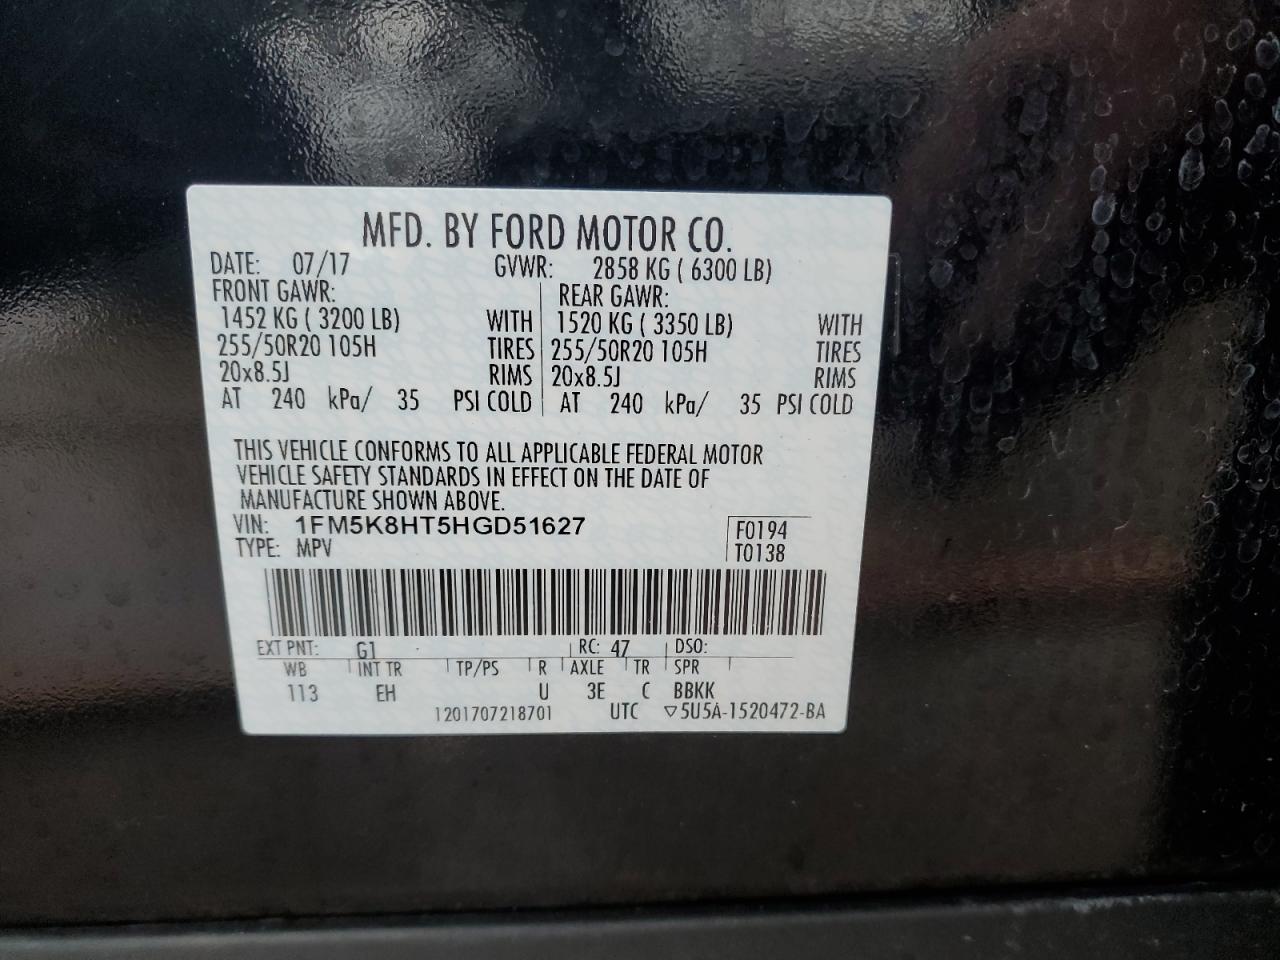 MFD. BY FORD MOTOR CO.
DATE: 07/17 GVWR: 2858 KG ( 6300 LB)
FRONT GAWR: REAR GAWR:
1452 KG ( 3200 LB) WITH 1520 KG ( 3350 LB) WITH
255/50R20 105H TIRES 255/50R20 105H TIRES
20x8.5J RIMS 20x8.5J RIMS
AT 240 kPa/ 35 PSI COLD AT 240 kPa/ 35 PSI COLD
THIS VEHICLE CONFORMS TO ALL APPLICABLE FEDERAL MOTOR
VEHICLE SAFETY STANDARDS IN EFFECT ON THE DATE OF
MANUFACTURE SHOWN ABOVE.
VIN: 1FM5K8HT5HGD51627 F0194
TYPE: MPV T0138
EXT PNT: G1 RC: 47 DSO:
WB INT TR TP/PS R AXLE TR SPR
113 EH U 3E C BBKK
1201707218701 UTC ▽5U5A-1520472-BA